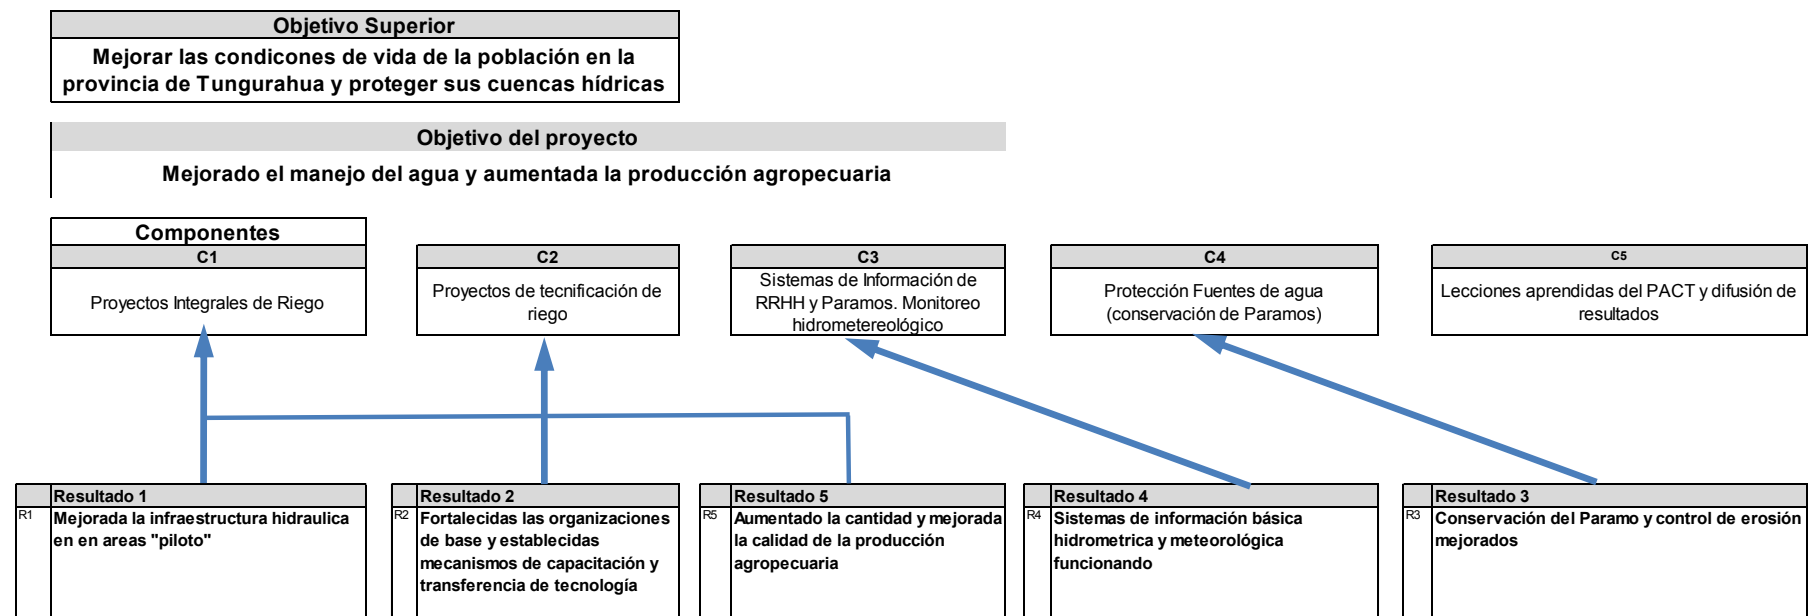 Objetivo Superior
Mejorar las condicones de vida de la población en la
provincia de Tungurahua y proteger sus cuencas hídricas
Objetivo del proyecto
Mejorado el manejo del agua y aumentada la producción agropecuaria
Componentes
C1
Proyectos Integrales de Riego
C2
Proyectos de tecnificación de
riego
C3
Sistemas de Información de
RRHH y Paramos. Monitoreo
hidrometereológico
C4
Protección Fuentes de agua
(conservación de Paramos)
C5
Lecciones aprendidas del PACT y difusión de
resultados
Resultado 1
R1 Mejorada la infraestructura hidraulica
en en areas "piloto"
Resultado 2
R2 Fortalecidas las organizaciones
de base y establecidas
mecanismos de capacitación y
transferencia de tecnología
Resultado 5
R5 Aumentado la cantidad y mejorada
la calidad de la producción
agropecuaria
Resultado 4
R4 Sistemas de información básica
hidrometrica y meteorológica
funcionando
Resultado 3
R3 Conservación del Paramo y control de erosión
mejorados